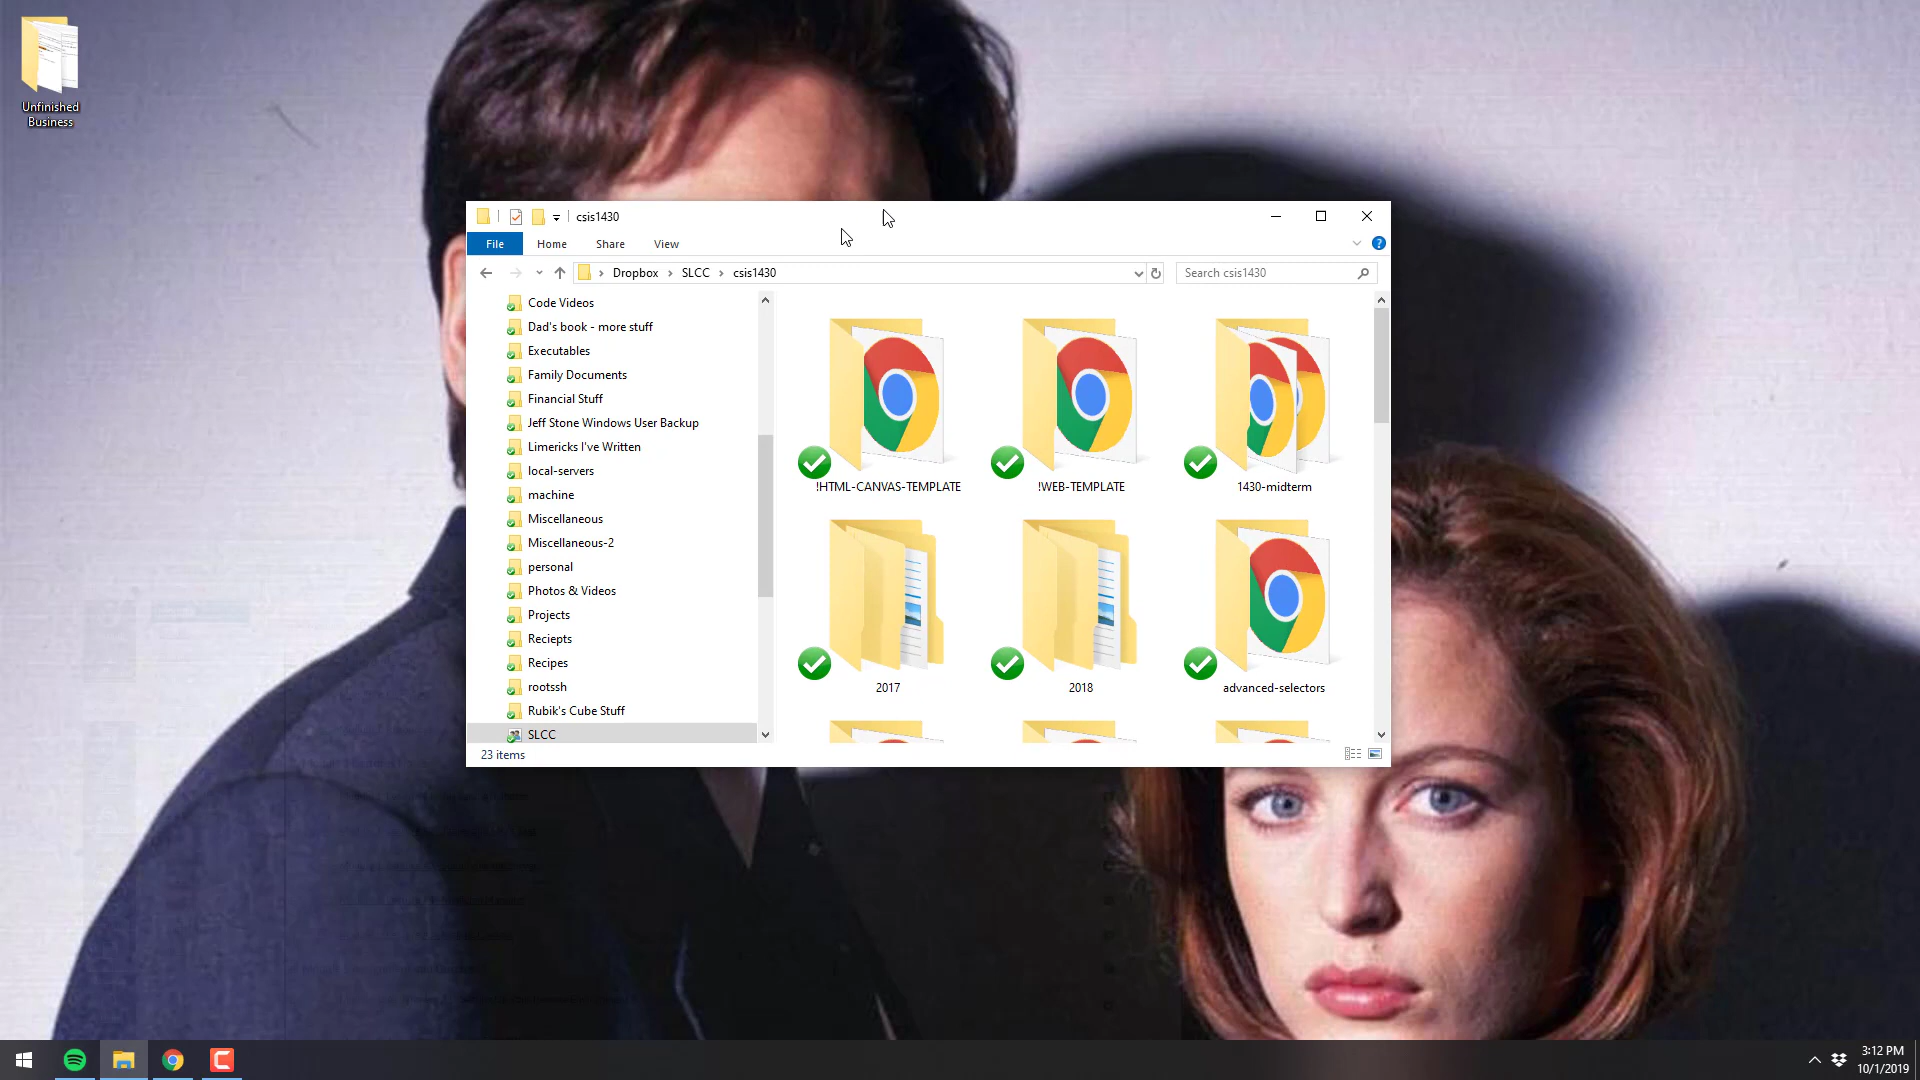 Unfinished
Business
csis1430
File
Home
Share
View
Dropbox
SLCC
csis1430
Search csis1430
Code Videos
Dad's book - more stuff
Executables
Family Documents
Financial Stuff
Jeff Stone Windows User Backup
Limericks I've Written
local-servers
machine
Miscellaneous
Miscellaneous-2
personal
Photos & Videos
Projects
Reciepts
Recipes
rootssh
Rubik's Cube Stuff
SLCC
!HTML-CANVAS-TEMPLATE
!WEB-TEMPLATE
1430-midterm
2017
2018
advanced-selectors
23 items
3:12 PM
10/1/2019